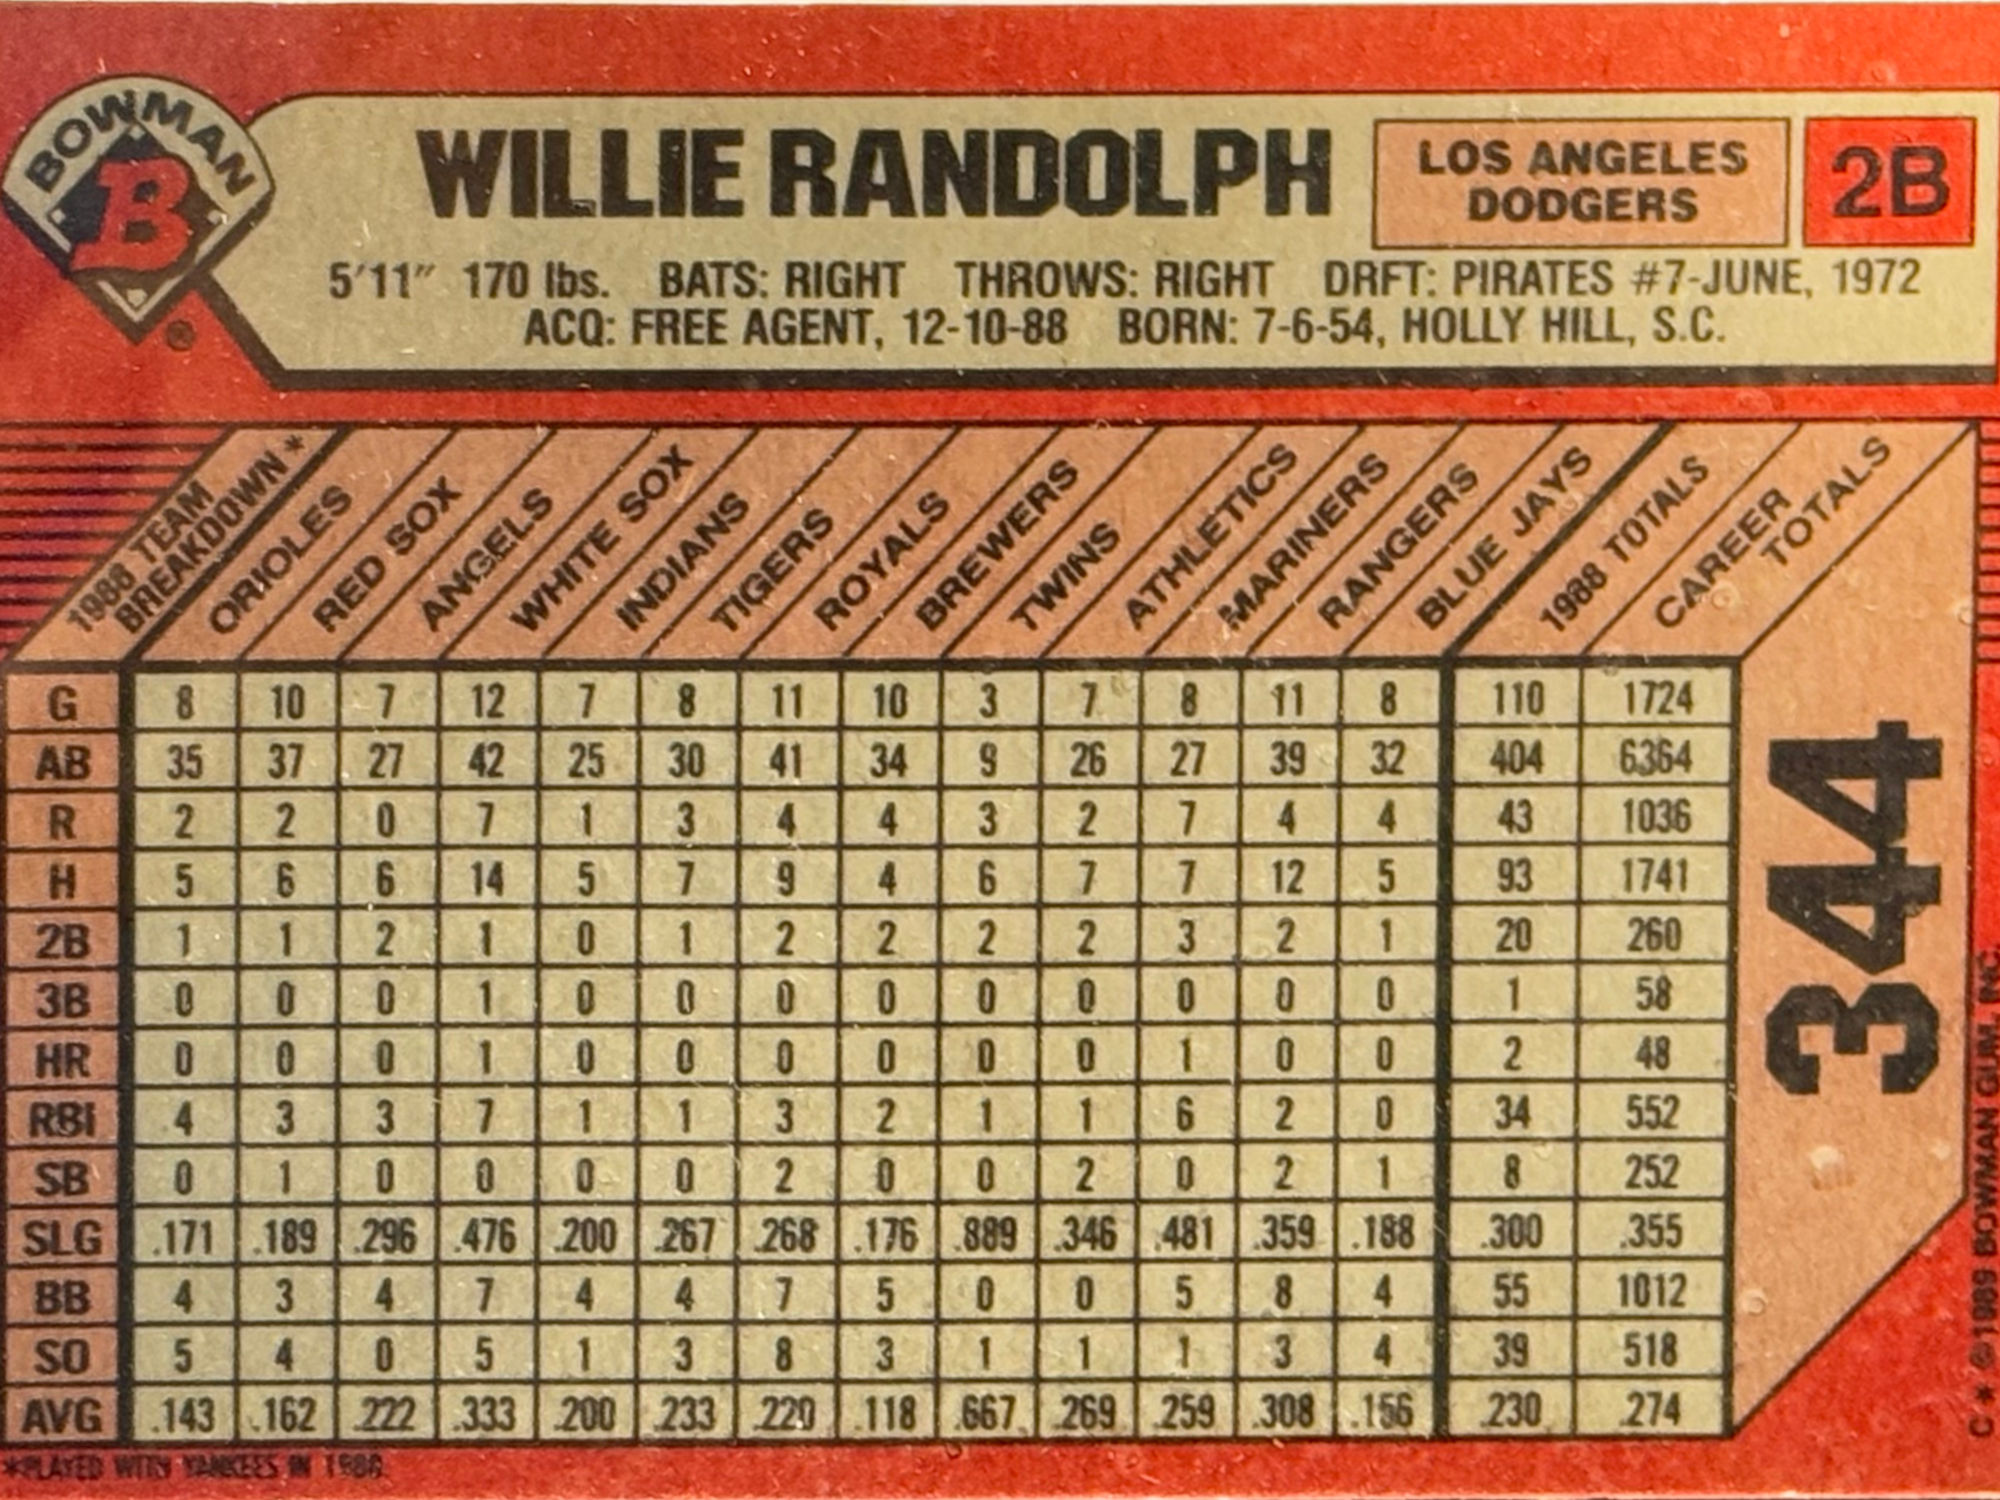 BOWMAN
B
®
WILLIE RANDOLPH
LOS ANGELES
DODGERS
2B
5'11" 170 lbs. BATS: RIGHT THROWS: RIGHT DRFT: PIRATES #7-JUNE, 1972
ACQ: FREE AGENT, 12-10-88 BORN: 7-6-54, HOLLY HILL, S.C.
1988 TEAM
BREAKDOWN* ORIOLES RED SOX ANGELS WHITE SOX INDIANS TIGERS ROYALS BREWERS TWINS ATHLETICS MARINERS RANGERS BLUE JAYS 1988 TOTALS CAREER TOTALS
G 8 10 7 12 7 8 11 10 3 7 8 11 8 110 1724
AB 35 37 27 42 25 30 41 34 9 26 27 39 32 404 6364
R 2 2 0 7 1 3 4 4 3 2 7 4 4 43 1036
H 5 6 6 14 5 7 9 4 6 7 7 12 5 93 1741
2B 1 1 2 1 0 1 2 2 2 2 3 2 1 20 260
3B 0 0 0 1 0 0 0 0 0 0 0 0 0 1 58
HR 0 0 0 1 0 0 0 0 0 0 1 0 0 2 48
RBI 4 3 3 7 1 1 3 2 1 1 6 2 0 34 552
SB 0 1 0 0 0 0 2 0 0 2 0 2 1 8 252
SLG .171 .189 .296 .476 .200 .267 .268 .176 .889 .346 .481 .359 .188 .300 .355
BB 4 3 4 7 4 4 7 5 0 0 5 8 4 55 1012
SO 5 4 0 5 1 3 8 3 1 1 1 3 4 39 518
AVG .143 .162 .222 .333 .200 .233 .220 .118 .667 .269 .259 .308 .156 .230 .274
*PLAYED WITH YANKEES IN 1988.
344
C * ©1989 BOWMAN GUM, INC.